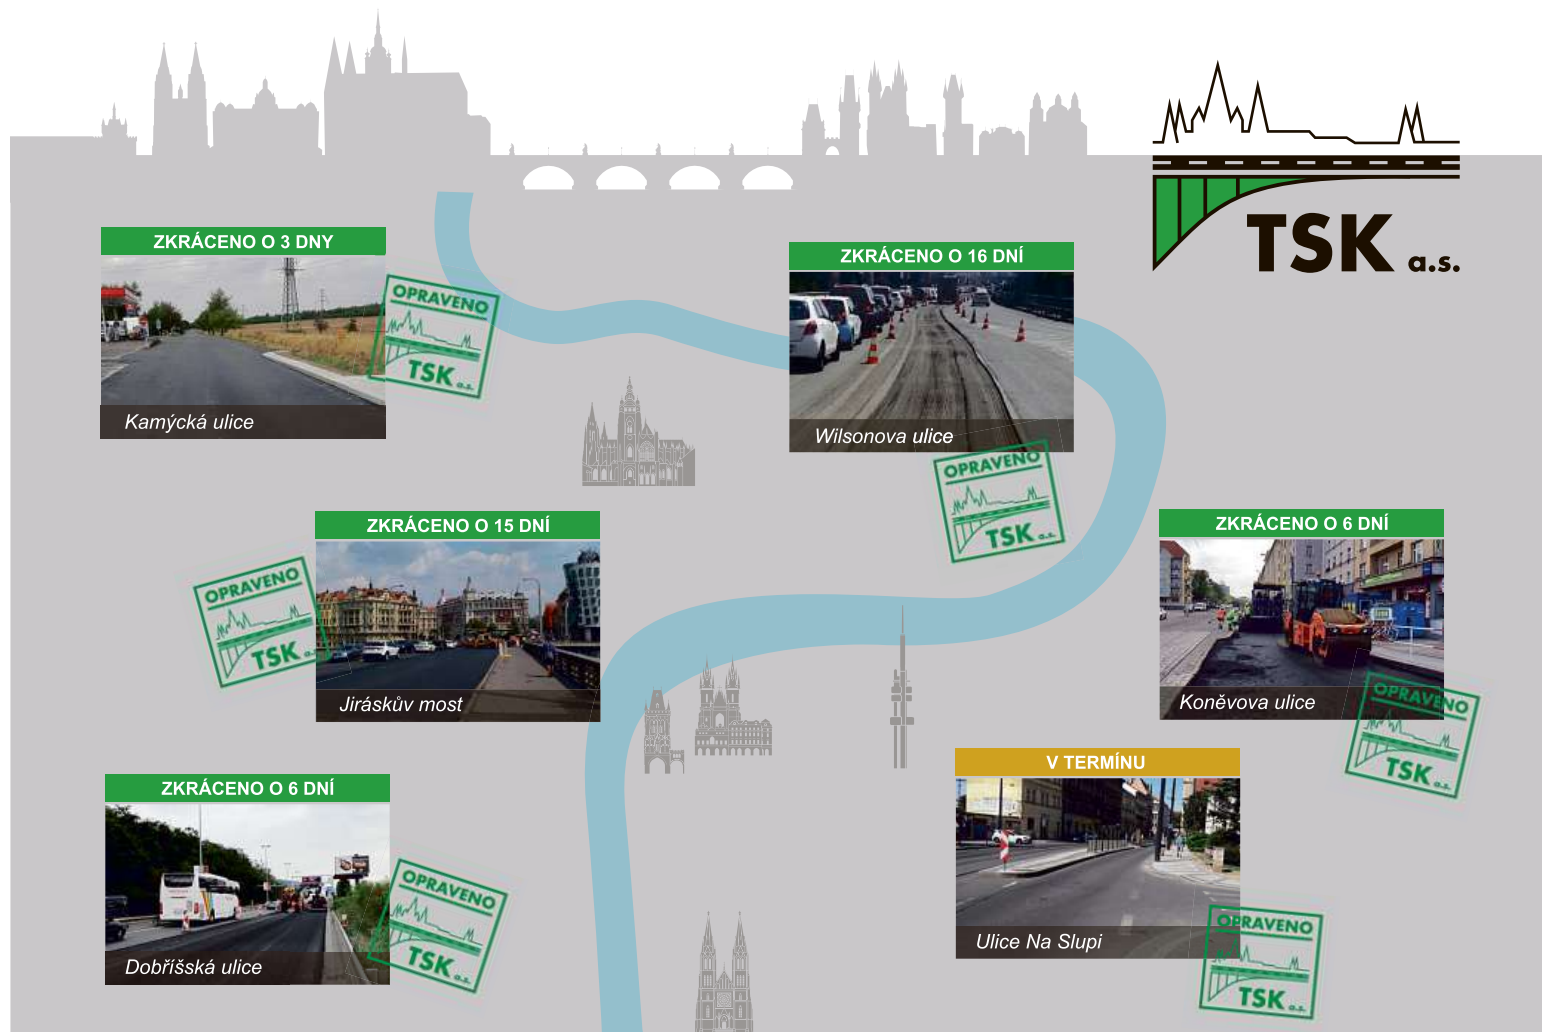 TSK a.s.
ZKRÁCENO O 3 DNY
Kamýcká ulice
OPRAVENO
TSK a.s.
ZKRÁCENO O 16 DNÍ
Wilsonova ulice
OPRAVENO
TSK a.s.
ZKRÁCENO O 15 DNÍ
Jiráskův most
OPRAVENO
TSK a.s.
ZKRÁCENO O 6 DNÍ
Koněvova ulice
OPRAVENO
TSK a.s.
ZKRÁCENO O 6 DNÍ
Dobříšská ulice
OPRAVENO
TSK a.s.
V TERMÍNU
Ulice Na Slupi
OPRAVENO
TSK a.s.